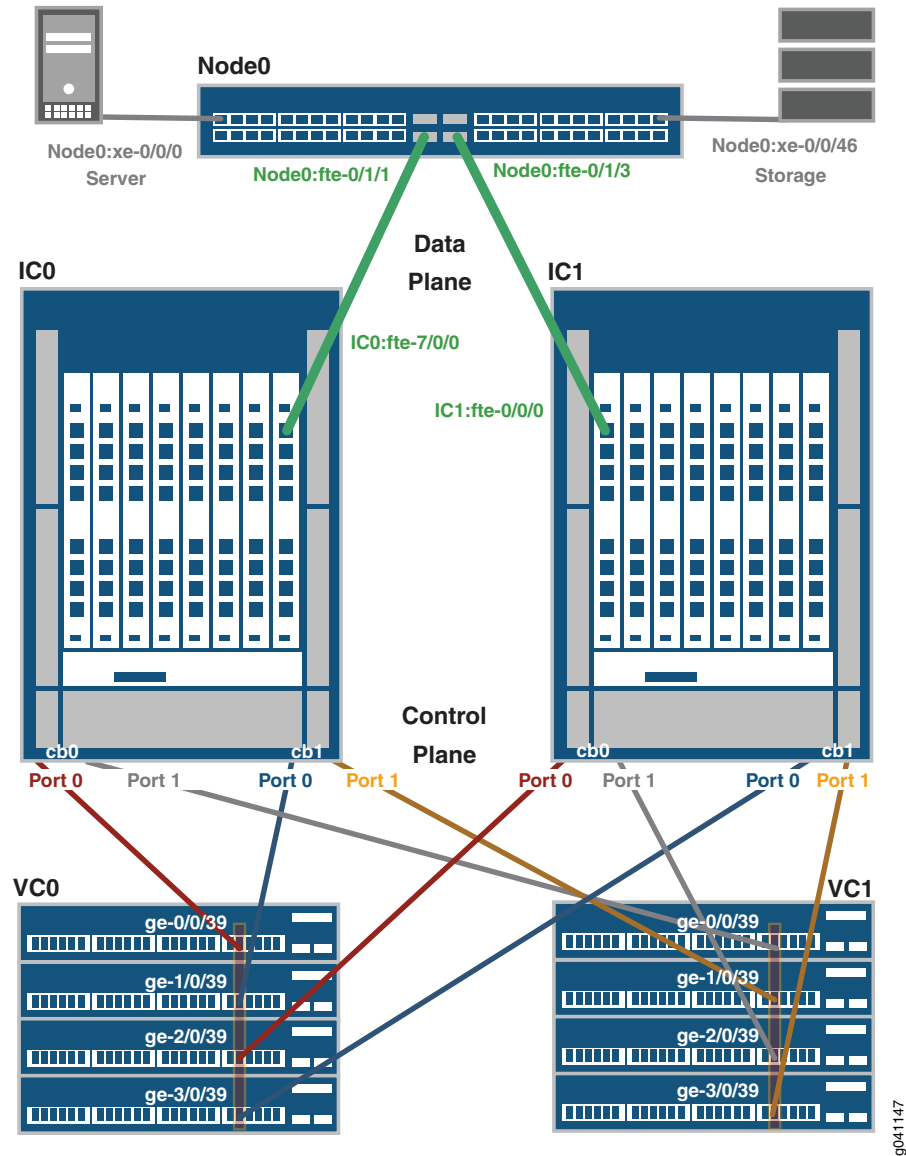 Node0
Node0:xe-0/0/0
Server
Node0:fte-0/1/1
Node0:fte-0/1/3
Node0:xe-0/0/46
Storage
Data
Plane
IC0
IC1
IC0:fte-7/0/0
IC1:fte-0/0/0
Control
Plane
cb0
cb1
cb0
cb1
Port 0
Port 1
Port 0
Port 1
Port 0
Port 1
Port 0
Port 1
VC0
VC1
ge-0/0/39
ge-1/0/39
ge-2/0/39
ge-3/0/39
ge-0/0/39
ge-1/0/39
ge-2/0/39
ge-3/0/39
g041147